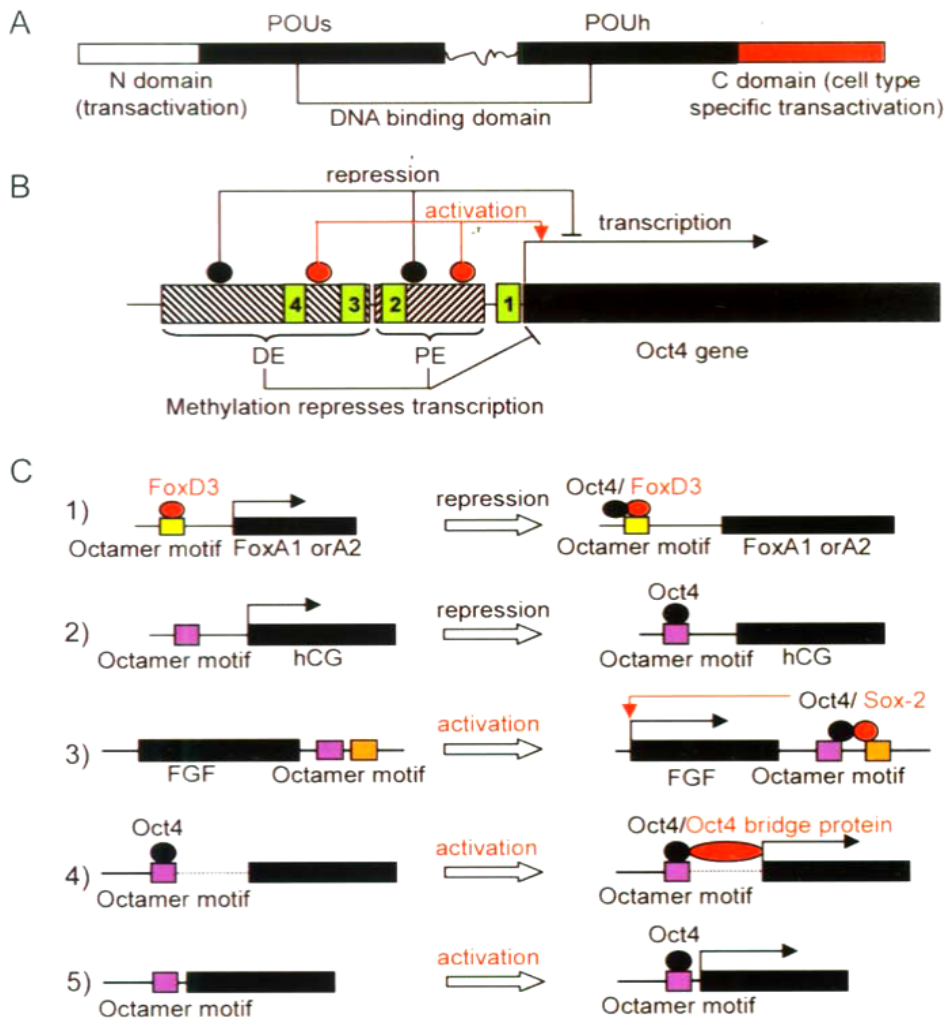 A
POUs
POUh
N domain
(transactivation)
C domain (cell type
specific transactivation)
DNA binding domain
B
repression
activation
transcription
4
3
2
1
DE
PE
Oct4 gene
Methylation represses transcription
C
1)
FoxD3
Octamer motif
FoxA1 orA2
repression
Oct4/ FoxD3
Octamer motif
FoxA1 orA2
2)
Octamer motif
hCG
repression
Oct4
Octamer motif
hCG
3)
FGF
Octamer motif
activation
Oct4/ Sox-2
FGF
Octamer motif
4)
Oct4
Octamer motif
activation
Oct4/Oct4 bridge protein
Octamer motif
5)
Octamer motif
activation
Oct4
Octamer motif